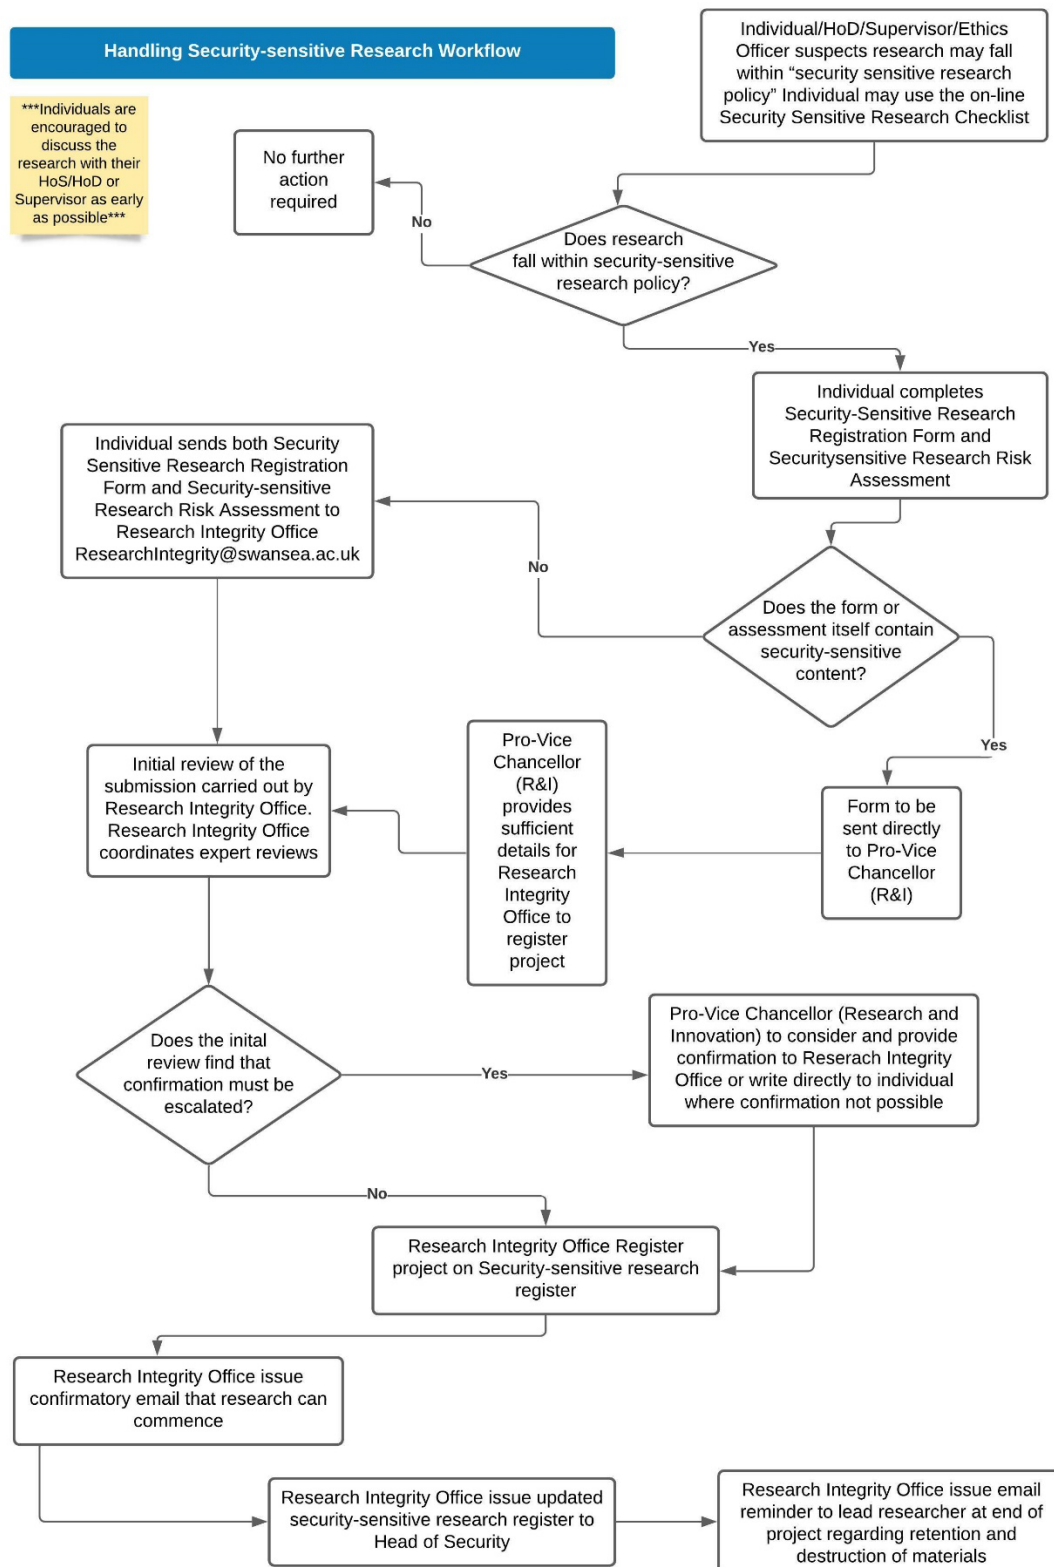 Handling Security-sensitive Research Workflow
***Individuals are
encouraged to
discuss the
research with their
HoS/HoD or
Supervisor as early
as possible***
Individual/HoD/Supervisor/Ethics
Officer suspects research may fall
within “security sensitive research
policy” Individual may use the on-line
Security Sensitive Research Checklist
No further
action
required
No
Does research
fall within security-sensitive
research policy?
Yes
Individual completes
Security-Sensitive Research
Registration Form and
Securitysensitive Research Risk
Assessment
Individual sends both Security
Sensitive Research Registration
Form and Security-sensitive
Research Risk Assessment to
Research Integrity Office
ResearchIntegrity@swansea.ac.uk
No
Does the form or
assessment itself contain
security-sensitive
content?
Yes
Initial review of the
submission carried out by
Research Integrity Office.
Research Integrity Office
coordinates expert reviews
Pro-Vice
Chancellor
(R&I)
provides
sufficient
details for
Research
Integrity
Office to
register
project
Form to be
sent directly
to Pro-Vice
Chancellor
(R&I)
Does the inital
review find that
confirmation must be
escalated?
Yes
Pro-Vice Chancellor (Research and
Innovation) to consider and provide
confirmation to Reserach Integrity
Office or write directly to individual
where confirmation not possible
No
Research Integrity Office Register
project on Security-sensitive research
register
Research Integrity Office issue
confirmatory email that research can
commence
Research Integrity Office issue updated
security-sensitive research register to
Head of Security
Research Integrity Office issue email
reminder to lead researcher at end of
project regarding retention and
destruction of materials